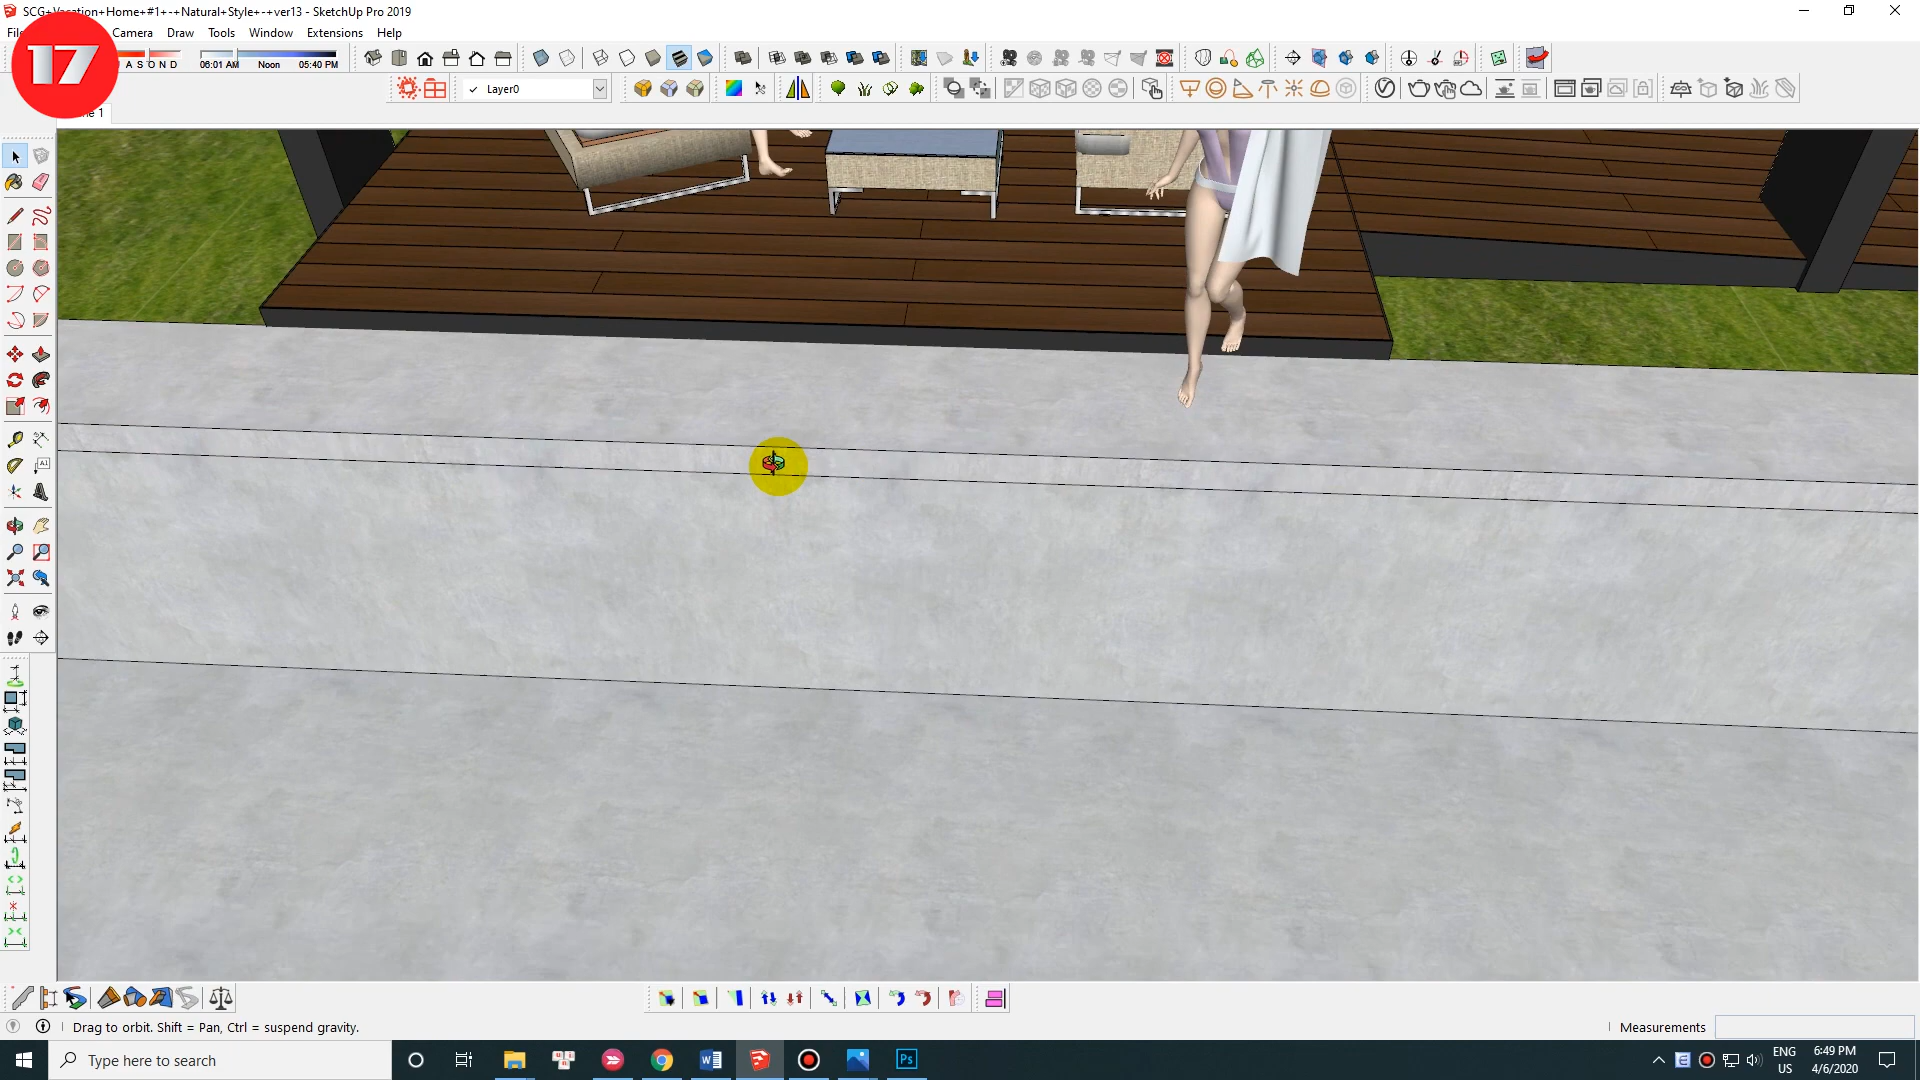 SCG+Vacation+Home+#1+-+Natural+Style+-+ver13 - SketchUp Pro 2019
Camera Draw Tools Window Extensions Help
17
A S O N D 06:01 AM Noon 05:40 PM
Layer0
A1
Drag to orbit. Shift = Pan, Ctrl = suspend gravity.
Measurements
Type here to search
Ps
ENG
US
6:49 PM
4/6/2020